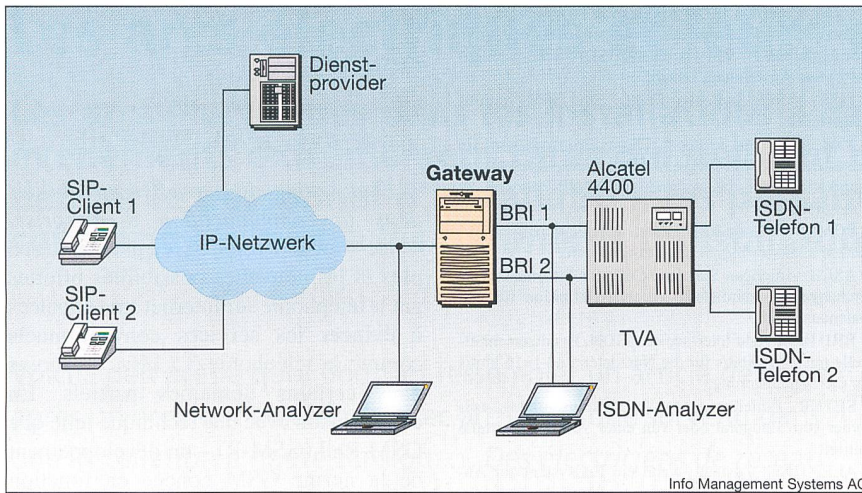 Dienst-
provider
SIP-
Client 1
Gateway
Alcatel
4400
BRI 1
ISDN-
Telefon 1
IP-Netzwerk
BRI 2
SIP-
Client 2
TVA
ISDN-
Telefon 2
Network-Analyzer
ISDN-Analyzer
Info Management Systems AG